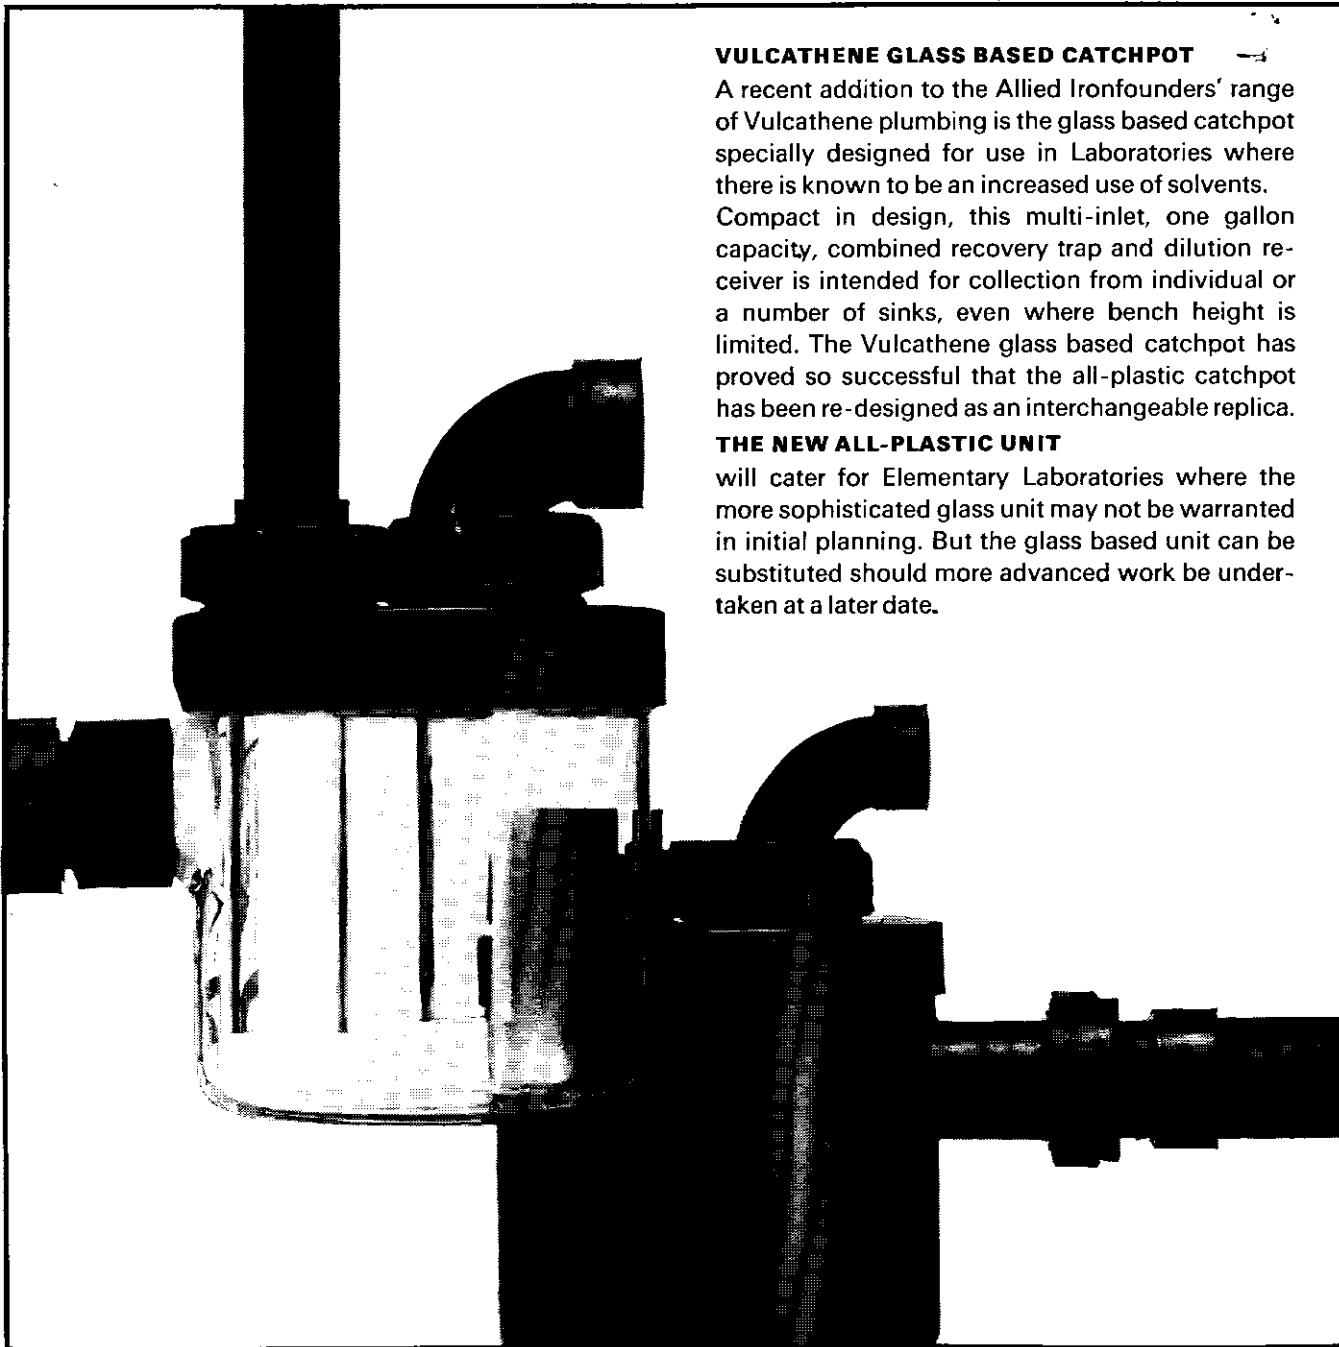 VULCATHENE GLASS BASED CATCHPOT
A recent addition to the Allied Ironfounders' range
of Vulcathene plumbing is the glass based catchpot
specially designed for use in Laboratories where
there is known to be an increased use of solvents.
Compact in design, this multi-inlet, one gallon
capacity, combined recovery trap and dilution re-
ceiver is intended for collection from individual or
a number of sinks, even where bench height is
limited. The Vulcathene glass based catchpot has
proved so successful that the all-plastic catchpot
has been re-designed as an interchangeable replica.
THE NEW ALL-PLASTIC UNIT
will cater for Elementary Laboratories where the
more sophisticated glass unit may not be warranted
in initial planning. But the glass based unit can be
substituted should more advanced work be under-
taken at a later date.